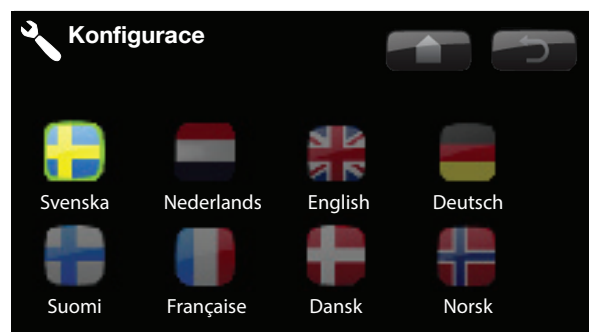 Konfigurace
Svenska Nederlands English Deutsch
Suomi Française Dansk Norsk